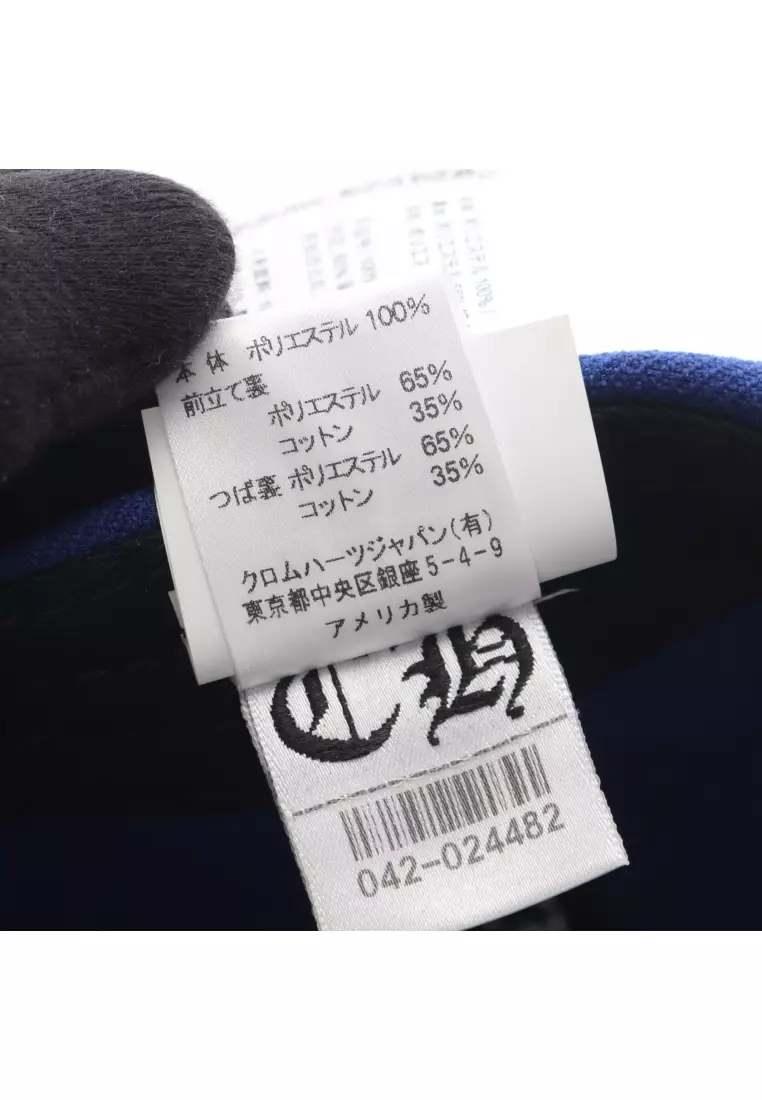 本体 ポリエステル 100%
前立て裏
ポリエステル 65%
コットン 35%
つば裏 ポリエステル 65%
コットン 35%
クロムハーツジャパン(有)
東京都中央区銀座5-4-9
アメリカ製
CH
042-024482